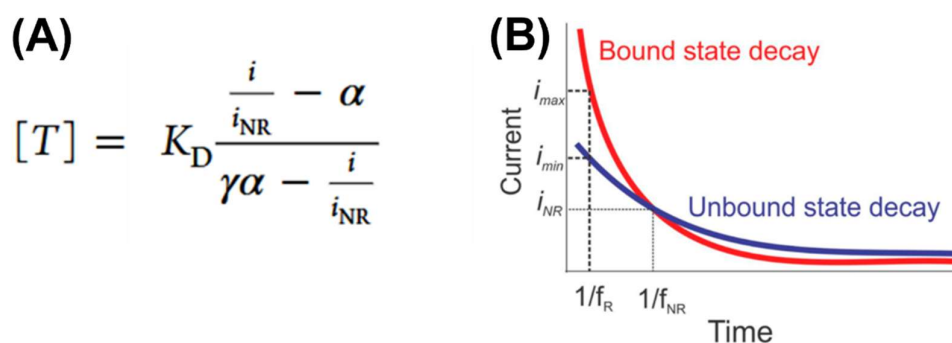 (A)
[T] = K_D (i/i_NR − α) / (γα − i/i_NR)
(B)
Bound state decay
i_max
i_min
i_NR
Current
Unbound state decay
1/f_R
1/f_NR
Time